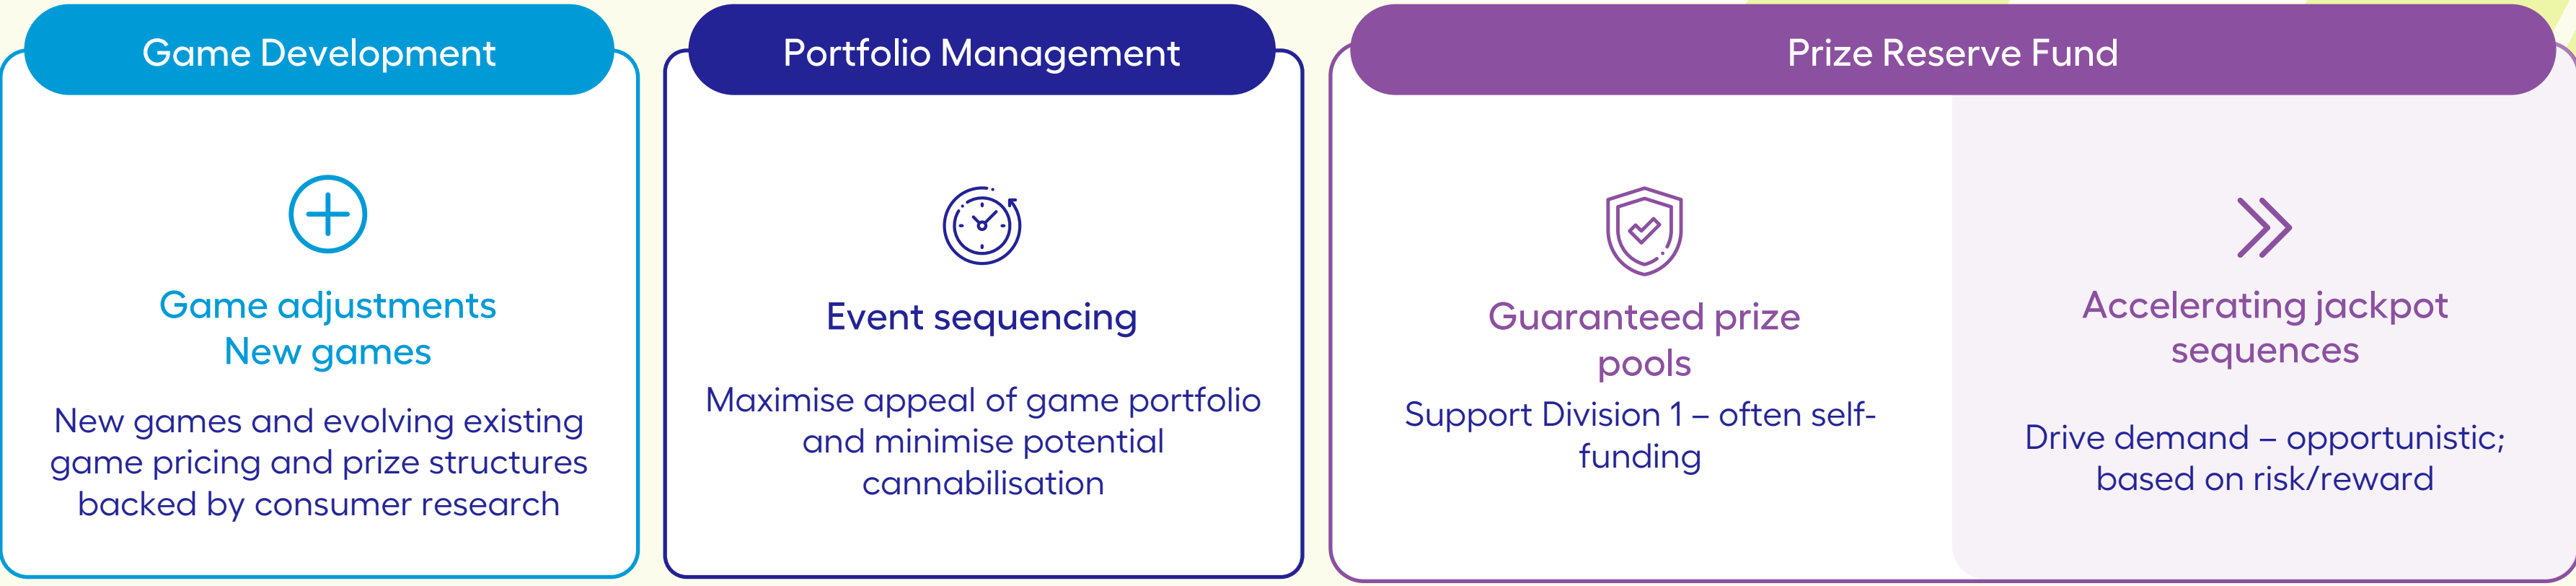 Game Development
Game adjustments
New games
New games and evolving existing
game pricing and prize structures
backed by consumer research
Portfolio Management
Event sequencing
Maximise appeal of game portfolio
and minimise potential
cannabilisation
Prize Reserve Fund
Guaranteed prize
pools
Support Division 1 – often self-
funding
Accelerating jackpot
sequences
Drive demand – opportunistic;
based on risk/reward